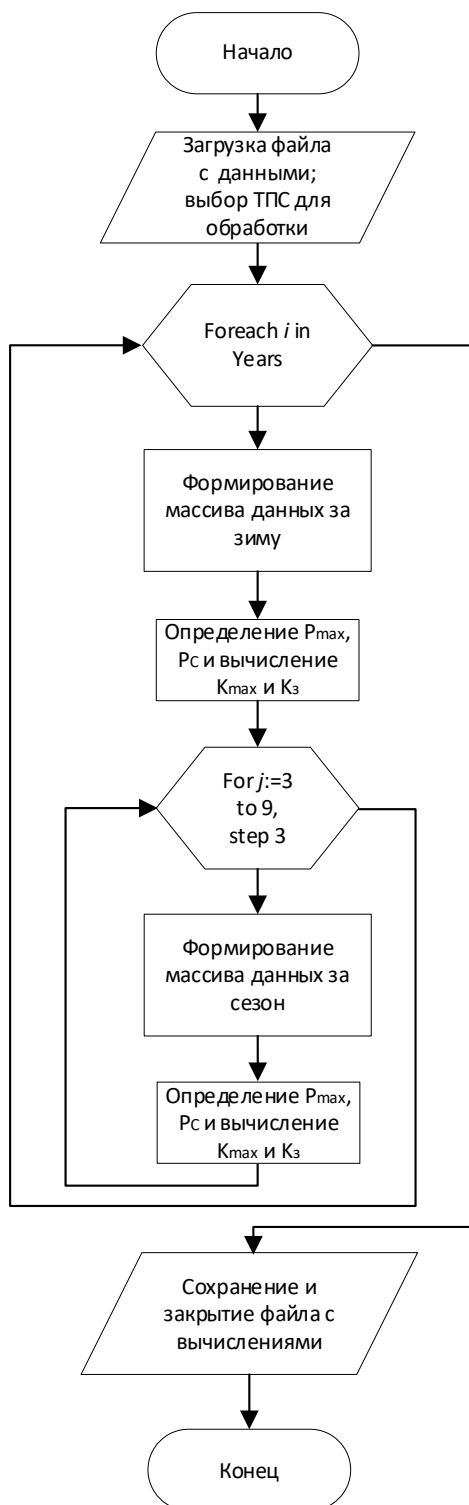 Начало
Загрузка файла
с данными;
выбор ТПС для
обработки
Foreach i in
Years
Формирование
массива данных за
зиму
Определение Pmax,
PC и вычисление
Kmax и Kз
For j:=3
to 9,
step 3
Формирование
массива данных за
сезон
Определение Pmax,
PC и вычисление
Kmax и Kз
Сохранение и
закрытие файла с
вычислениями
Конец